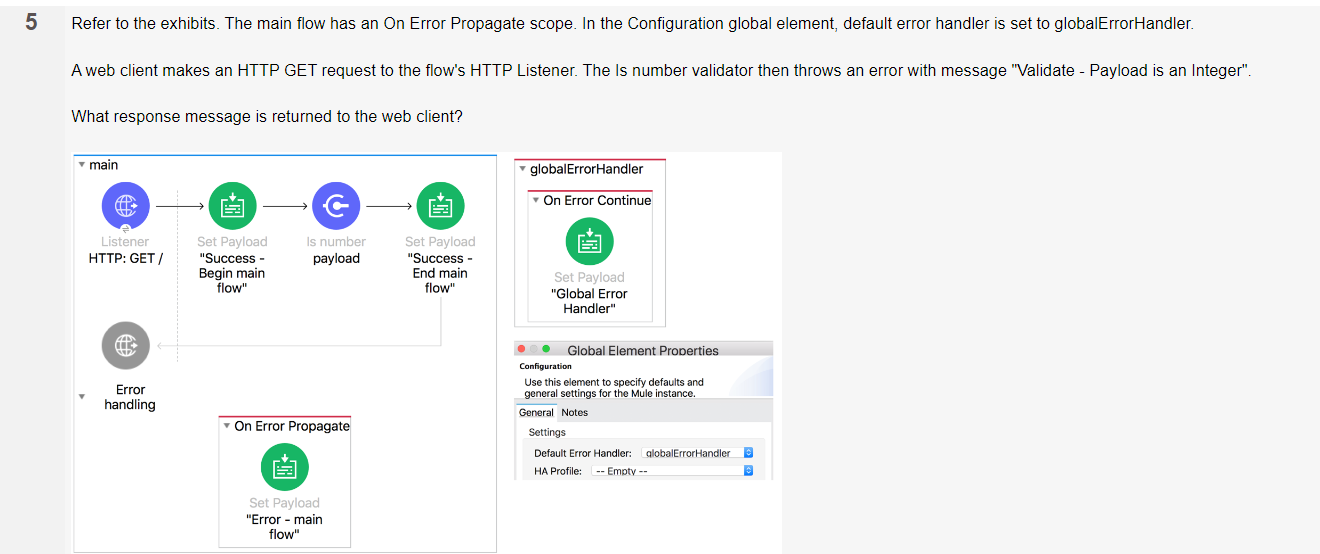 5
Refer to the exhibits. The main flow has an On Error Propagate scope. In the Configuration global element, default error handler is set to globalErrorHandler.
A web client makes an HTTP GET request to the flow's HTTP Listener. The Is number validator then throws an error with message "Validate - Payload is an Integer".
What response message is returned to the web client?
main
Listener
HTTP: GET /
Set Payload
"Success -
Begin main
flow"
Is number
payload
Set Payload
"Success -
End main
flow"
Error
handling
On Error Propagate
Set Payload
"Error - main
flow"
globalErrorHandler
On Error Continue
Set Payload
"Global Error
Handler"
Global Element Properties
Configuration
Use this element to specify defaults and
general settings for the Mule instance.
General Notes
Settings
Default Error Handler: globalErrorHandler
HA Profile: -- Empty --